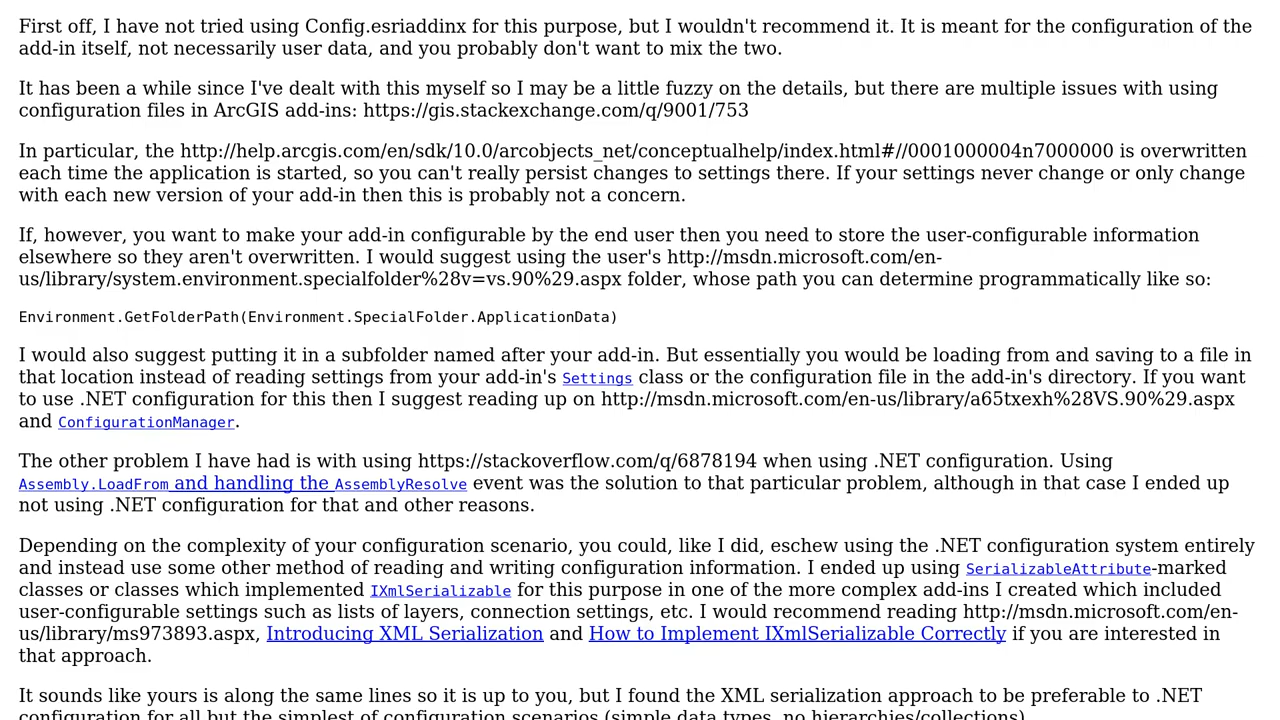 First off, I have not tried using Config.esriaddinx for this purpose, but I wouldn't recommend it. It is meant for the configuration of the
add-in itself, not necessarily user data, and you probably don't want to mix the two.
It has been a while since I've dealt with this myself so I may be a little fuzzy on the details, but there are multiple issues with using
configuration files in ArcGIS add-ins: https://gis.stackexchange.com/q/9001/753
In particular, the http://help.arcgis.com/en/sdk/10.0/arcobjects_net/conceptualhelp/index.html#//0001000004n7000000 is overwritten
each time the application is started, so you can't really persist changes to settings there. If your settings never change or only change
with each new version of your add-in then this is probably not a concern.
If, however, you want to make your add-in configurable by the end user then you need to store the user-configurable information
elsewhere so they aren't overwritten. I would suggest using the user's http://msdn.microsoft.com/en-
us/library/system.environment.specialfolder%28v=vs.90%29.aspx folder, whose path you can determine programmatically like so:
Environment.GetFolderPath(Environment.SpecialFolder.ApplicationData)
I would also suggest putting it in a subfolder named after your add-in. But essentially you would be loading from and saving to a file in
that location instead of reading settings from your add-in's Settings class or the configuration file in the add-in's directory. If you want
to use .NET configuration for this then I suggest reading up on http://msdn.microsoft.com/en-us/library/a65txexh%28VS.90%29.aspx
and ConfigurationManager.
The other problem I have had is with using https://stackoverflow.com/q/6878194 when using .NET configuration. Using
Assembly.LoadFrom and handling the AssemblyResolve event was the solution to that particular problem, although in that case I ended up
not using .NET configuration for that and other reasons.
Depending on the complexity of your configuration scenario, you could, like I did, eschew using the .NET configuration system entirely
and instead use some other method of reading and writing configuration information. I ended up using SerializableAttribute-marked
classes or classes which implemented IXmlSerializable for this purpose in one of the more complex add-ins I created which included
user-configurable settings such as lists of layers, connection settings, etc. I would recommend reading http://msdn.microsoft.com/en-
us/library/ms973893.aspx, Introducing XML Serialization and How to Implement IXmlSerializable Correctly if you are interested in
that approach.
It sounds like yours is along the same lines so it is up to you, but I found the XML serialization approach to be preferable to .NET
configuration for all but the simplest of configuration scenarios (simple data types, no hierarchies/collections).